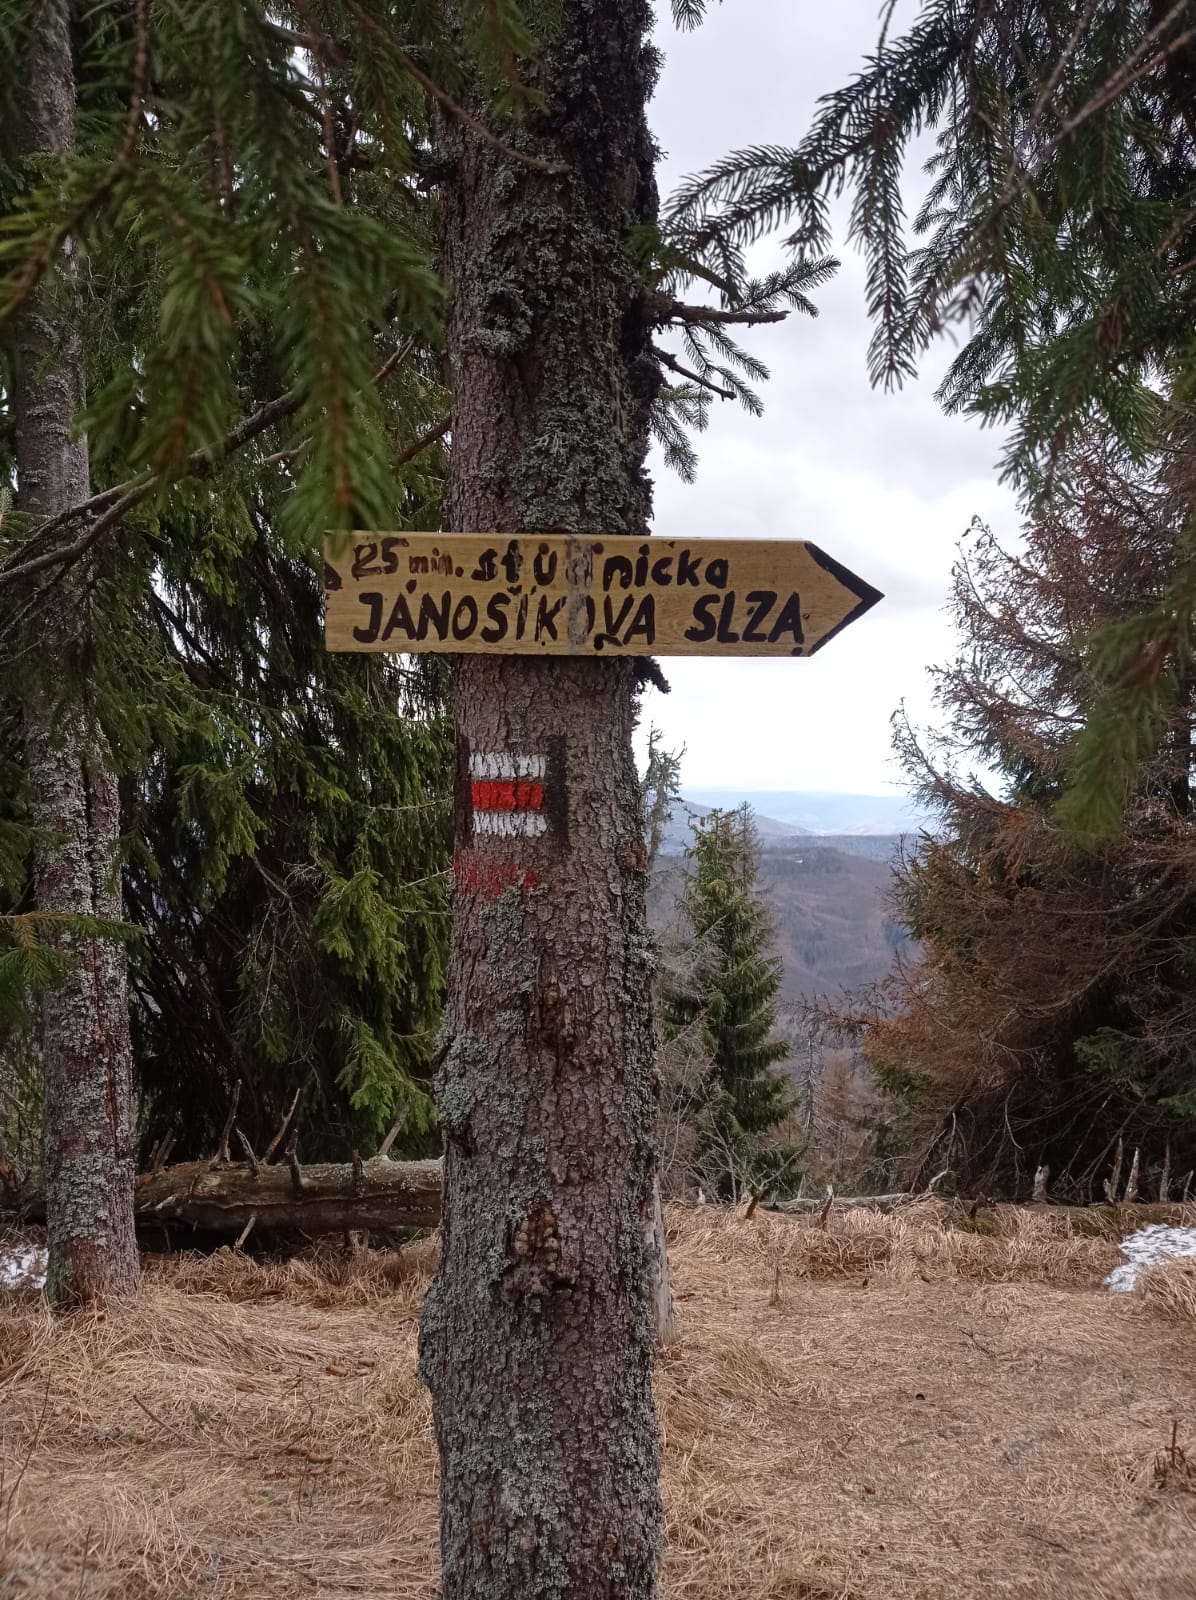 25 min. studnička
JÁNOŠÍKOVA SLZA